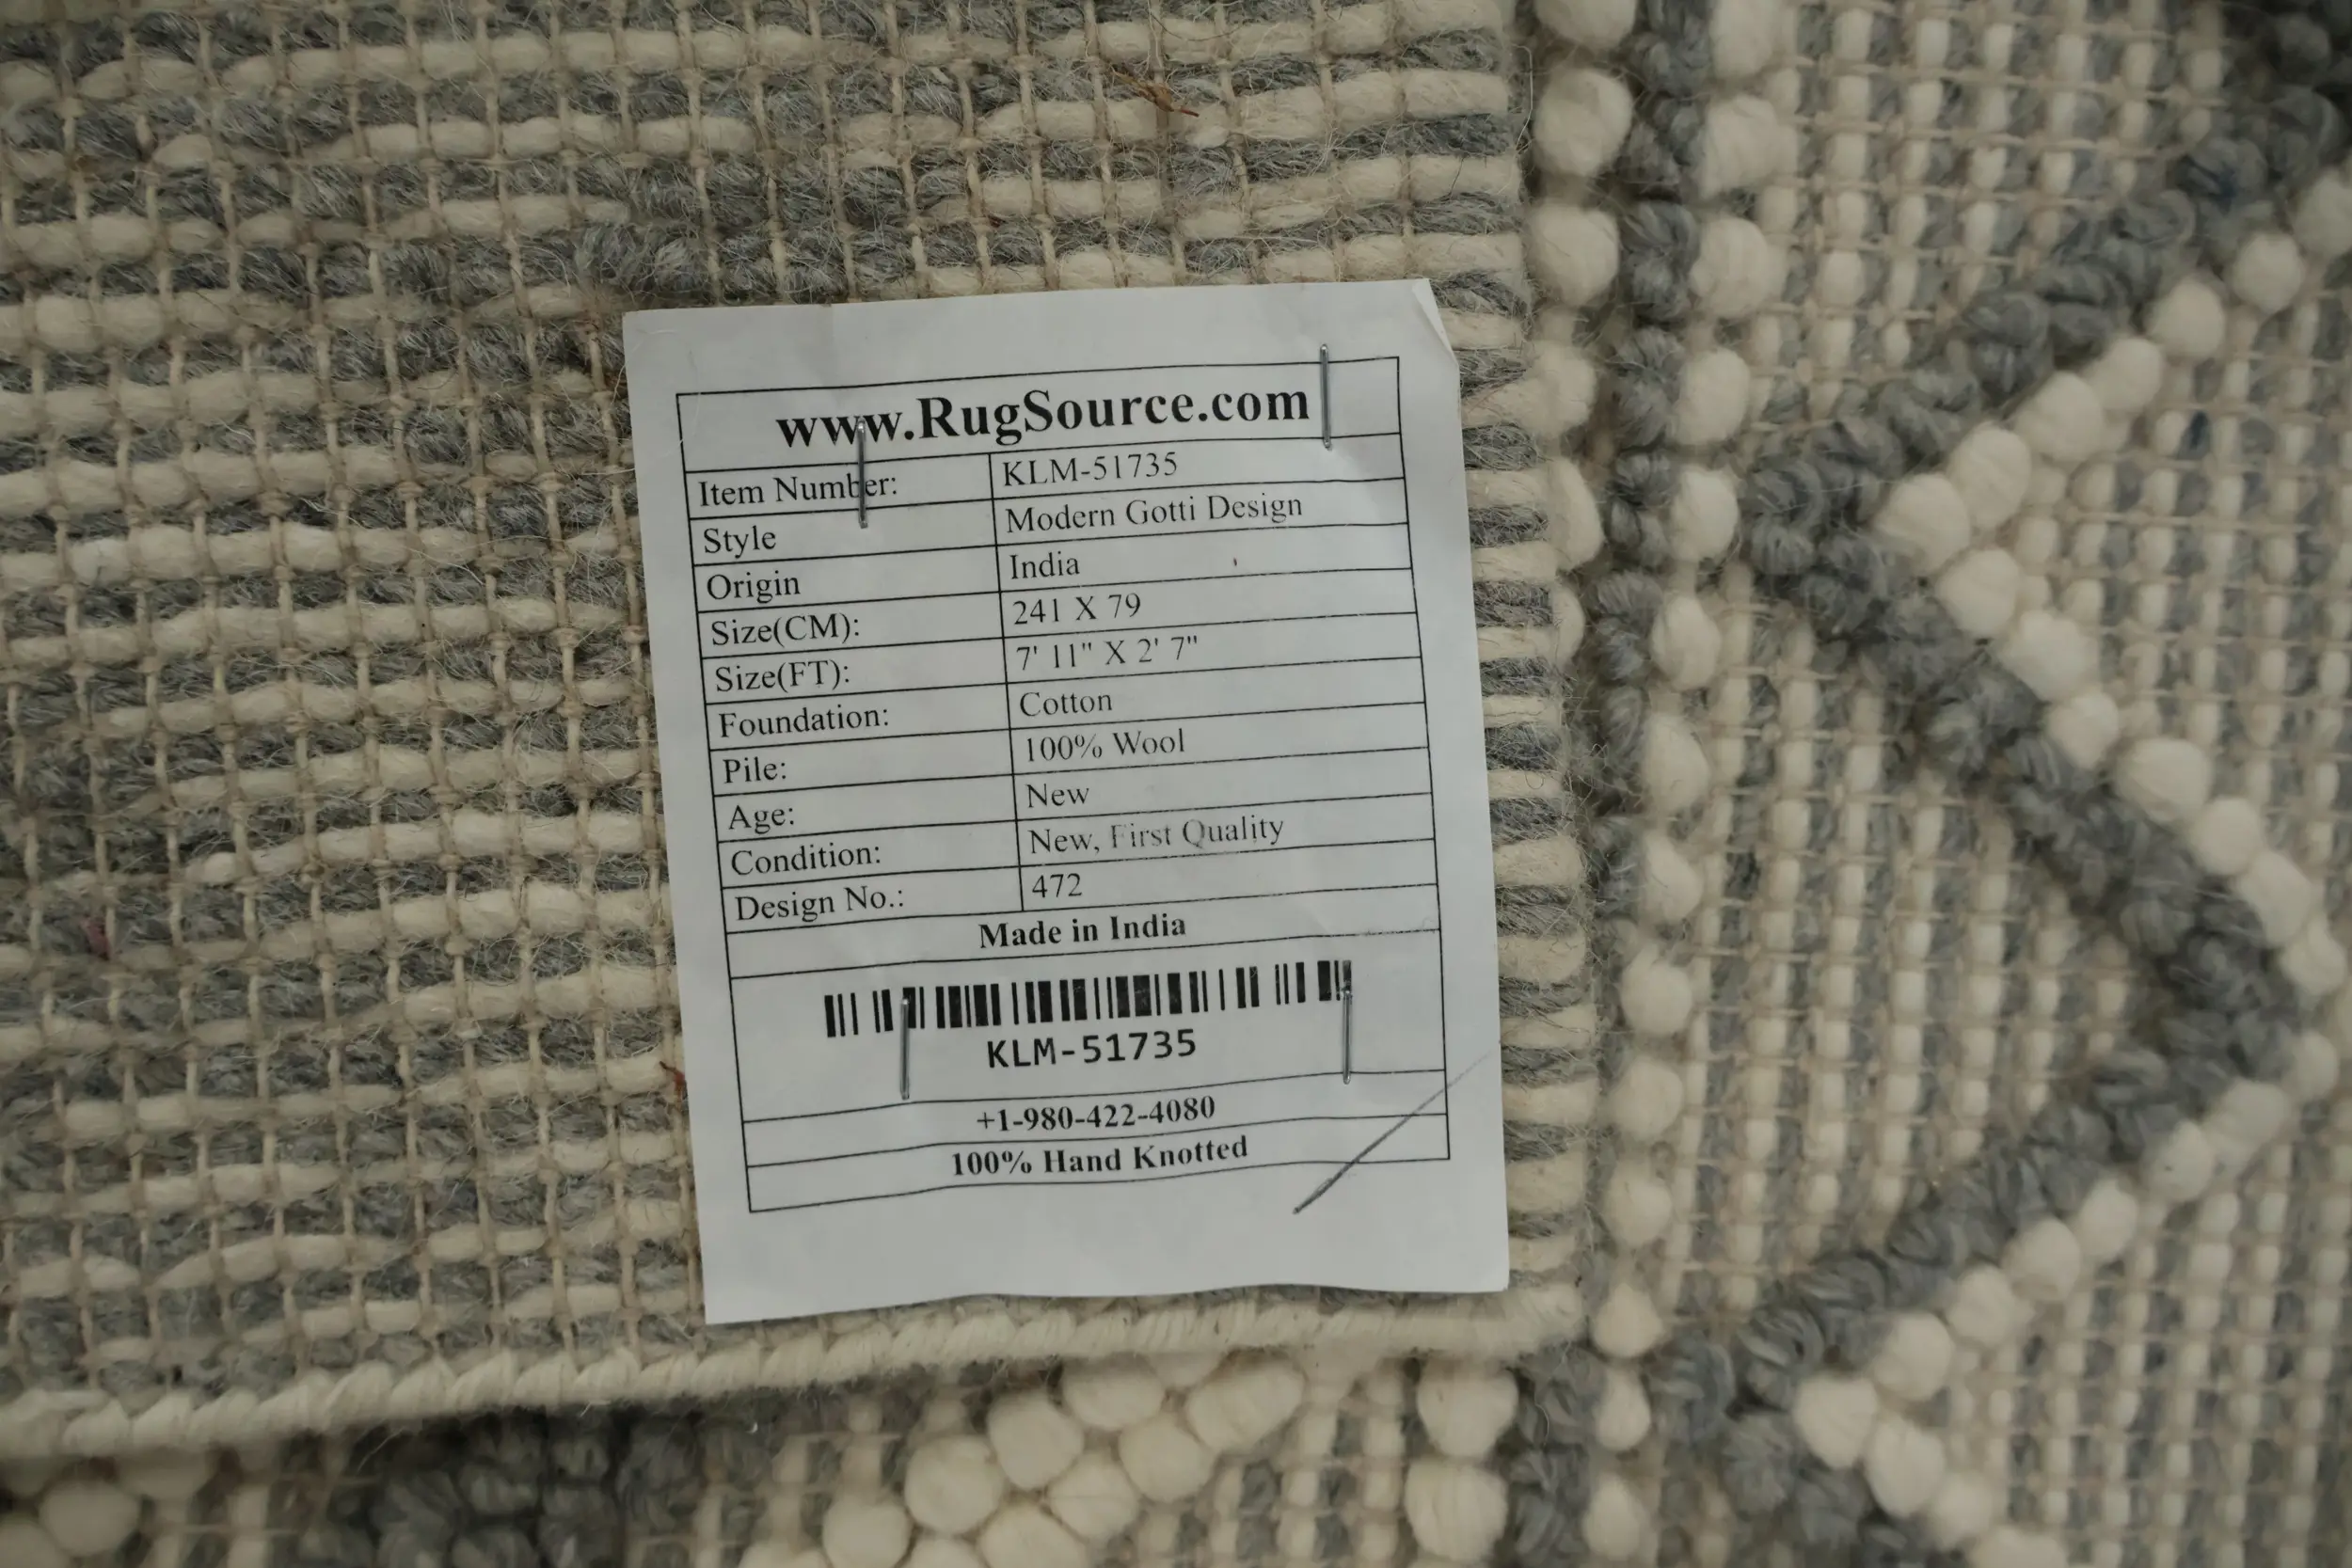 www.RugSource.com
Item Number: KLM-51735
Style Modern Gotti Design
Origin India
Size(CM): 241 X 79
Size(FT): 7' 11" X 2' 7"
Foundation: Cotton
Pile: 100% Wool
Age: New
Condition: New, First Quality
Design No.: 472
Made in India
KLM-51735
+1-980-422-4080
100% Hand Knotted